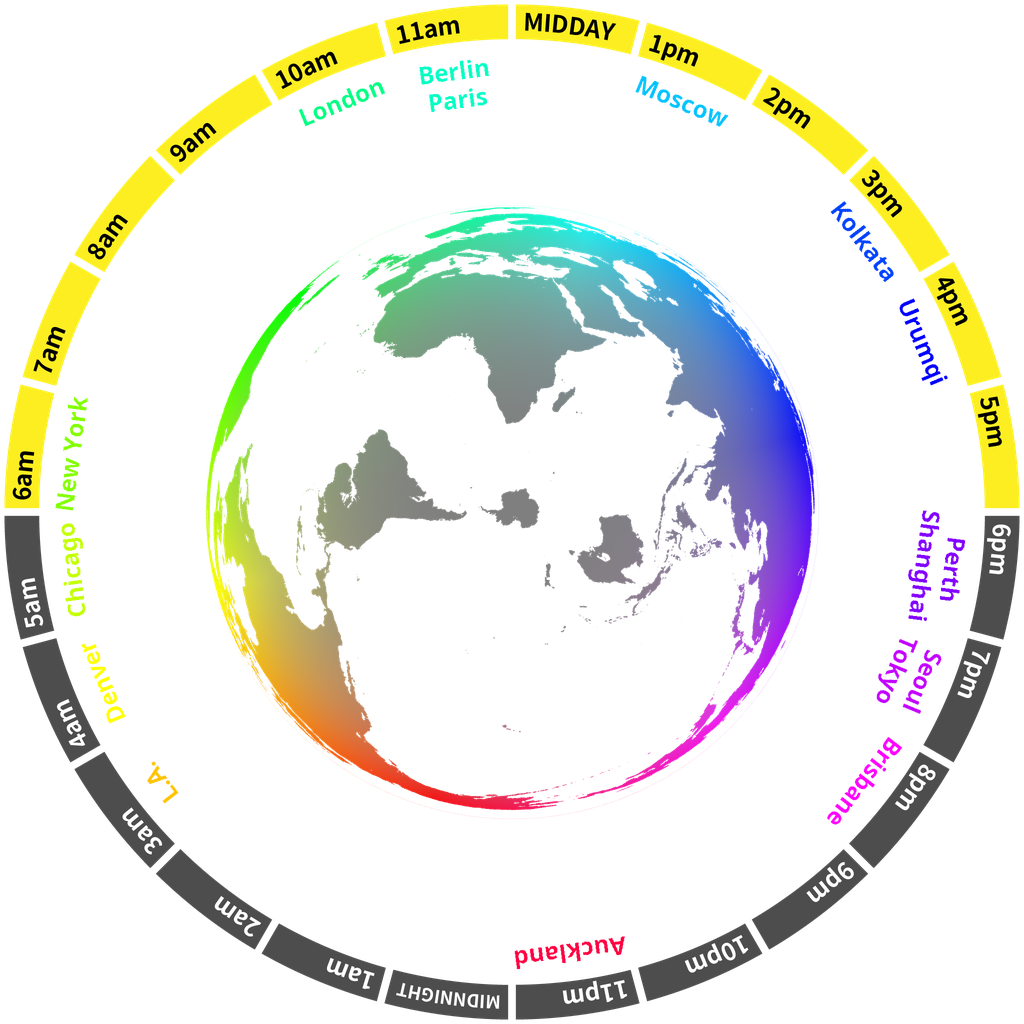 MIDDAY
1pm
2pm
3pm
4pm
5pm
6pm
7pm
8pm
9pm
10pm
11pm
MIDNNIGHT
1am
2am
3am
4am
5am
6am
7am
8am
9am
10am
11am
London
Berlin
Paris
Moscow
Kolkata
Urumqi
Perth
Shanghai
Seoul
Tokyo
Brisbane
Auckland
L.A.
Denver
Chicago
New York